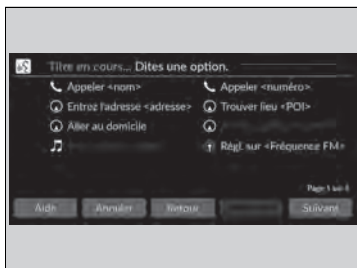 Titre en cours... Dites une option.
Appeler <nom>
Appeler <numéro>
Entrez l'adresse <adresse>
Trouver lieu <POI>
Aller au domicile
Régl. sur <Fréquence FM>
Page 1 sur 4
Aide
Annuler
Retour
Suivant